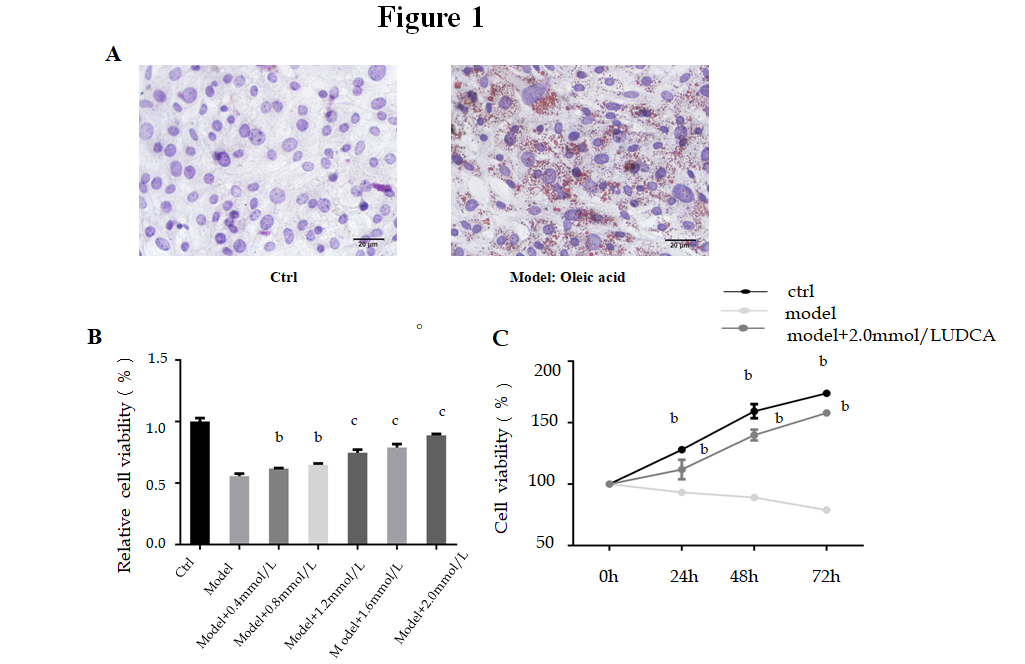 Figure 1
A
20 μm
20 μm
Ctrl
Model: Oleic acid
ctrl
model
model+2.0mmol/LUDCA
B
Relative cell viability ( % )
1.5
1.0
0.5
0.0
b
b
c
c
c
Ctrl
Model
Model+0.4mmol/L
Model+0.8mmol/L
Model+1.2mmol/L
M odel+1.6mmol/L
Model+2.0mmol/L
C
Cell viability ( % )
200
150
100
50
b
b
b
b
b
b
0h
24h
48h
72h